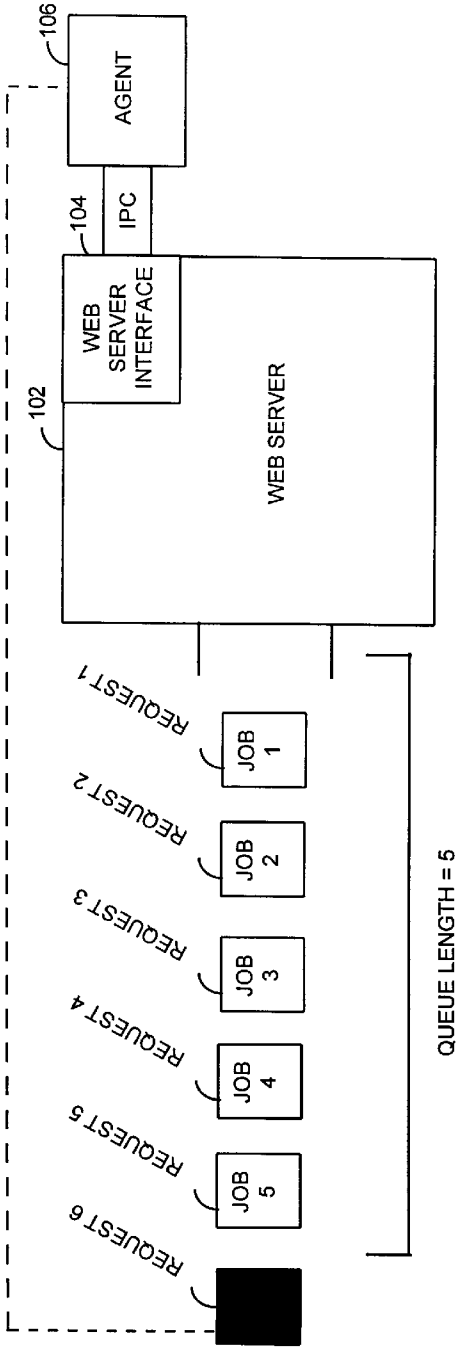 REQUEST 6
REQUEST 5
REQUEST 4
REQUEST 3
REQUEST 2
REQUEST 1
JOB
5
JOB
4
JOB
3
JOB
2
JOB
1
QUEUE LENGTH = 5
102
WEB SERVER
WEB
SERVER
INTERFACE
104
IPC
AGENT
106